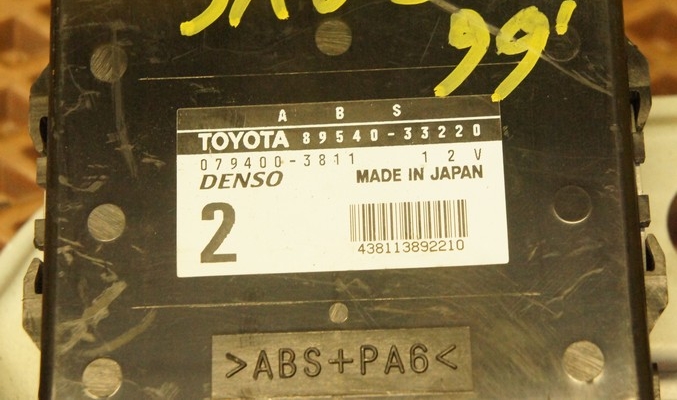 99'
A B S
TOYOTA 89540-33220
079400-3811 12V
DENSO MADE IN JAPAN
2
438113892210
>ABS+PA6<